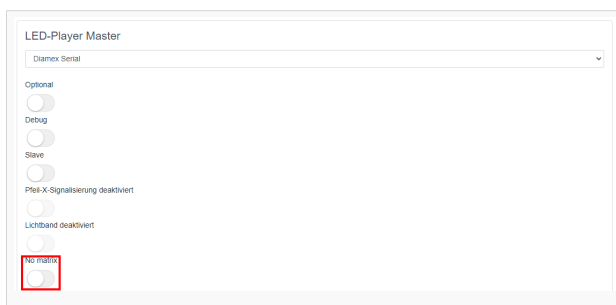 LED-Player Master
Diamex Serial
Optional
Debug
Slave
Pfeil-X-Signalisierung deaktiviert
Lichtband deaktiviert
No matrix